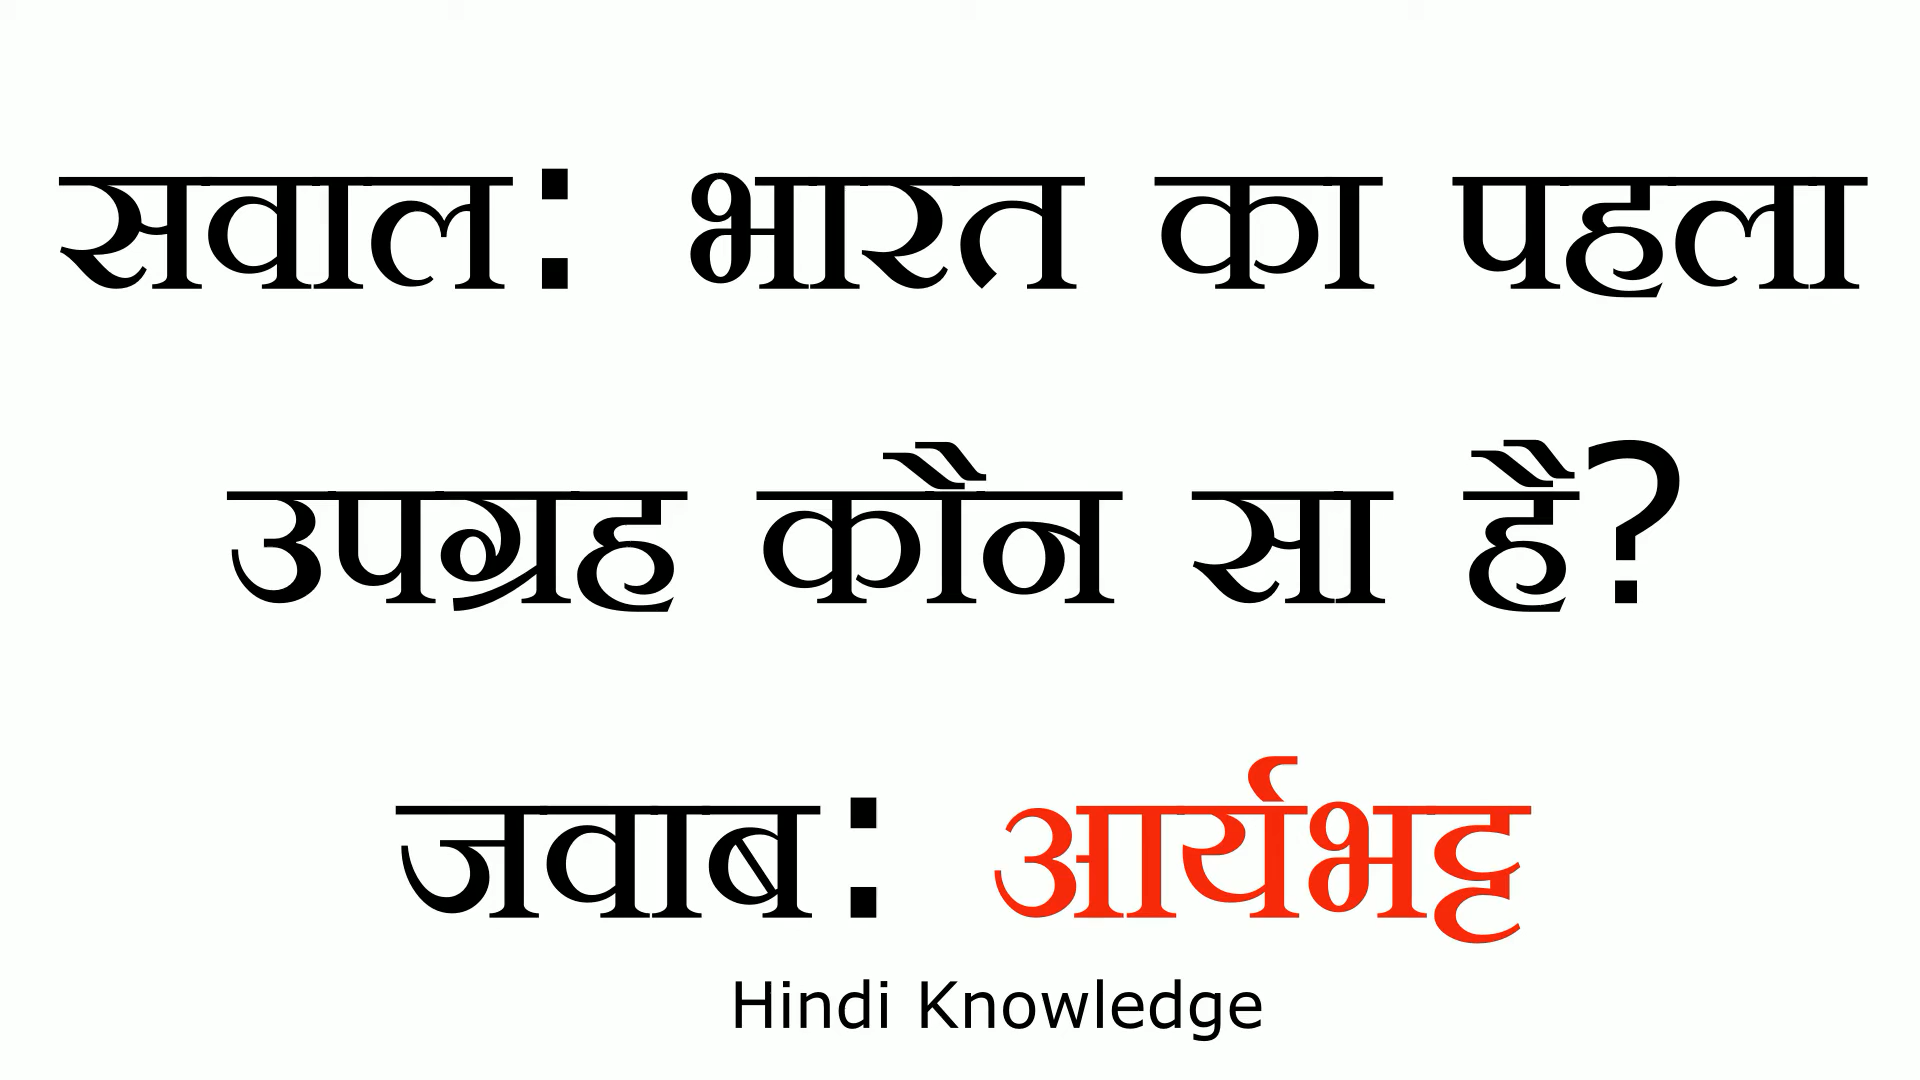 सवाल: भारत का पहला
उपग्रह कौन सा है?
जवाब: आर्यभट्ट
Hindi Knowledge